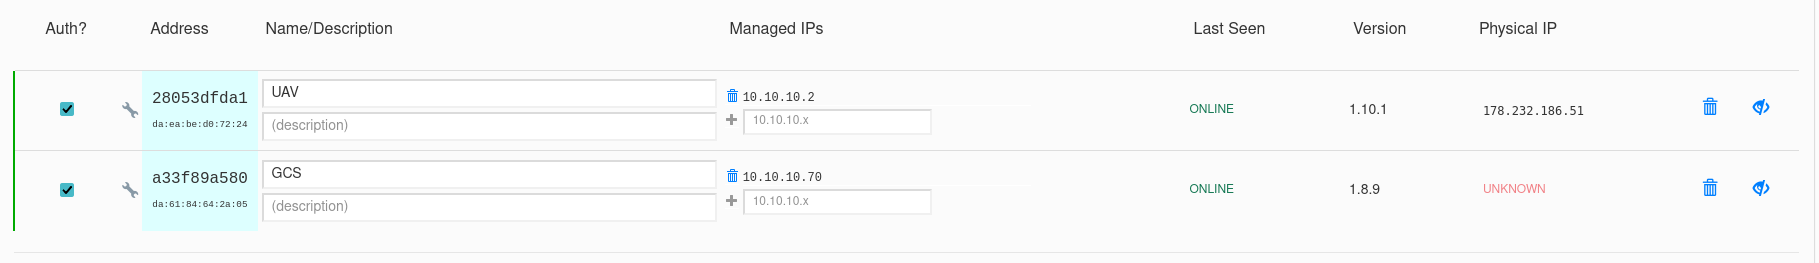 Auth? Address Name/Description Managed IPs Last Seen Version Physical IP
28053dfda1 UAV 10.10.10.2 ONLINE 1.10.1 178.232.186.51
da:ea:be:d0:72:24 (description) 10.10.10.x
a33f89a580 GCS 10.10.10.70 ONLINE 1.8.9 UNKNOWN
da:61:84:64:2a:05 (description) 10.10.10.x